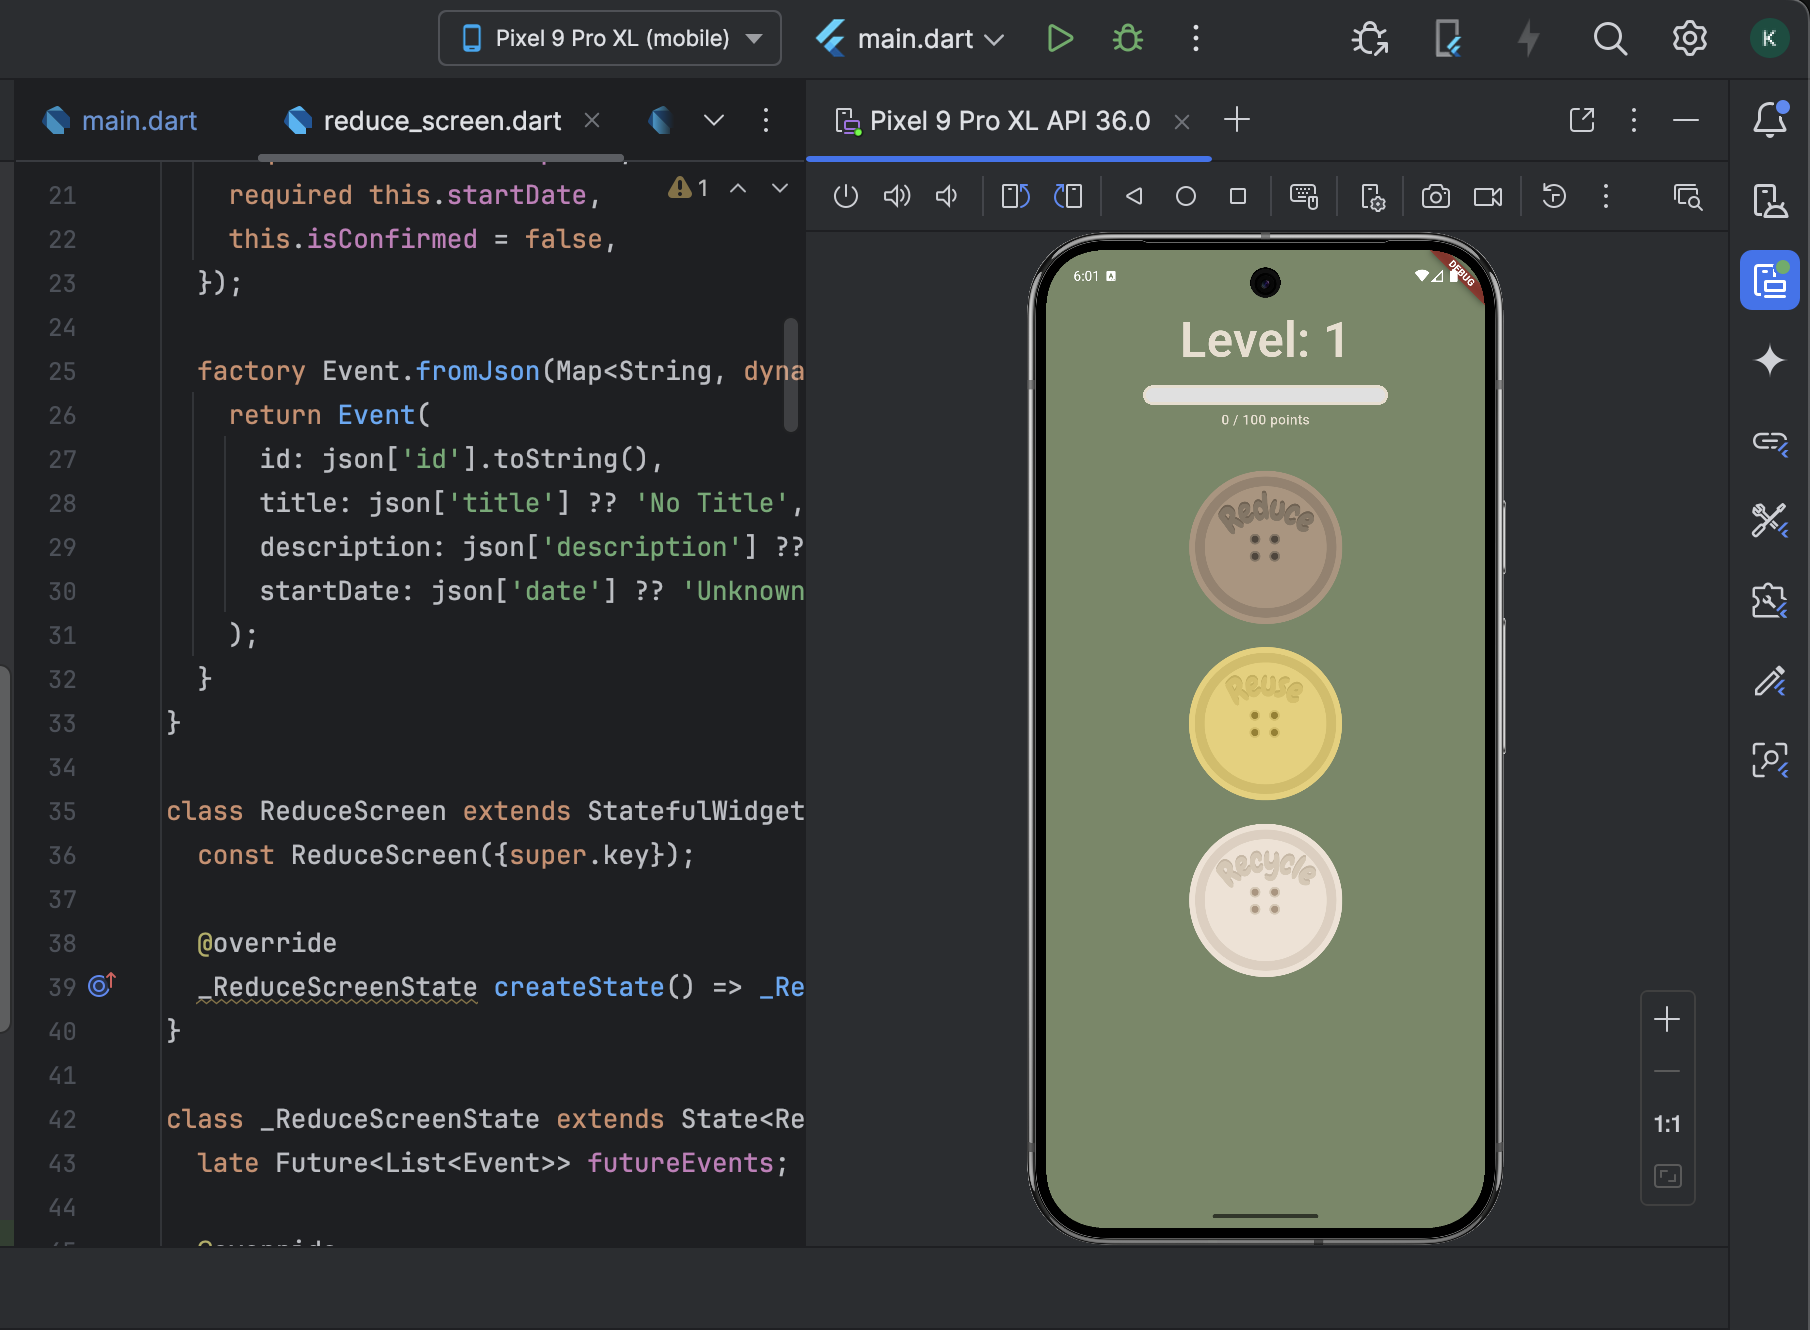 Pixel 9 Pro XL (mobile)
main.dart
K
main.dart
reduce_screen.dart
Pixel 9 Pro XL API 36.0
1
21 required this.startDate,
22 this.isConfirmed = false,
23 });
24
25 factory Event.fromJson(Map<String, dyna
26 return Event(
27 id: json['id'].toString(),
28 title: json['title'] ?? 'No Title',
29 description: json['description'] ??
30 startDate: json['date'] ?? 'Unknown
31 );
32 }
33 }
34
35 class ReduceScreen extends StatefulWidget
36 const ReduceScreen({super.key});
37
38 @override
39 _ReduceScreenState createState() => _Re
40 }
41
42 class _ReduceScreenState extends State<Re
43 late Future<List<Event>> futureEvents;
44
6:01 A
DEBUG
Level: 1
0 / 100 points
Reduce
Reuse
Recycle
1:1